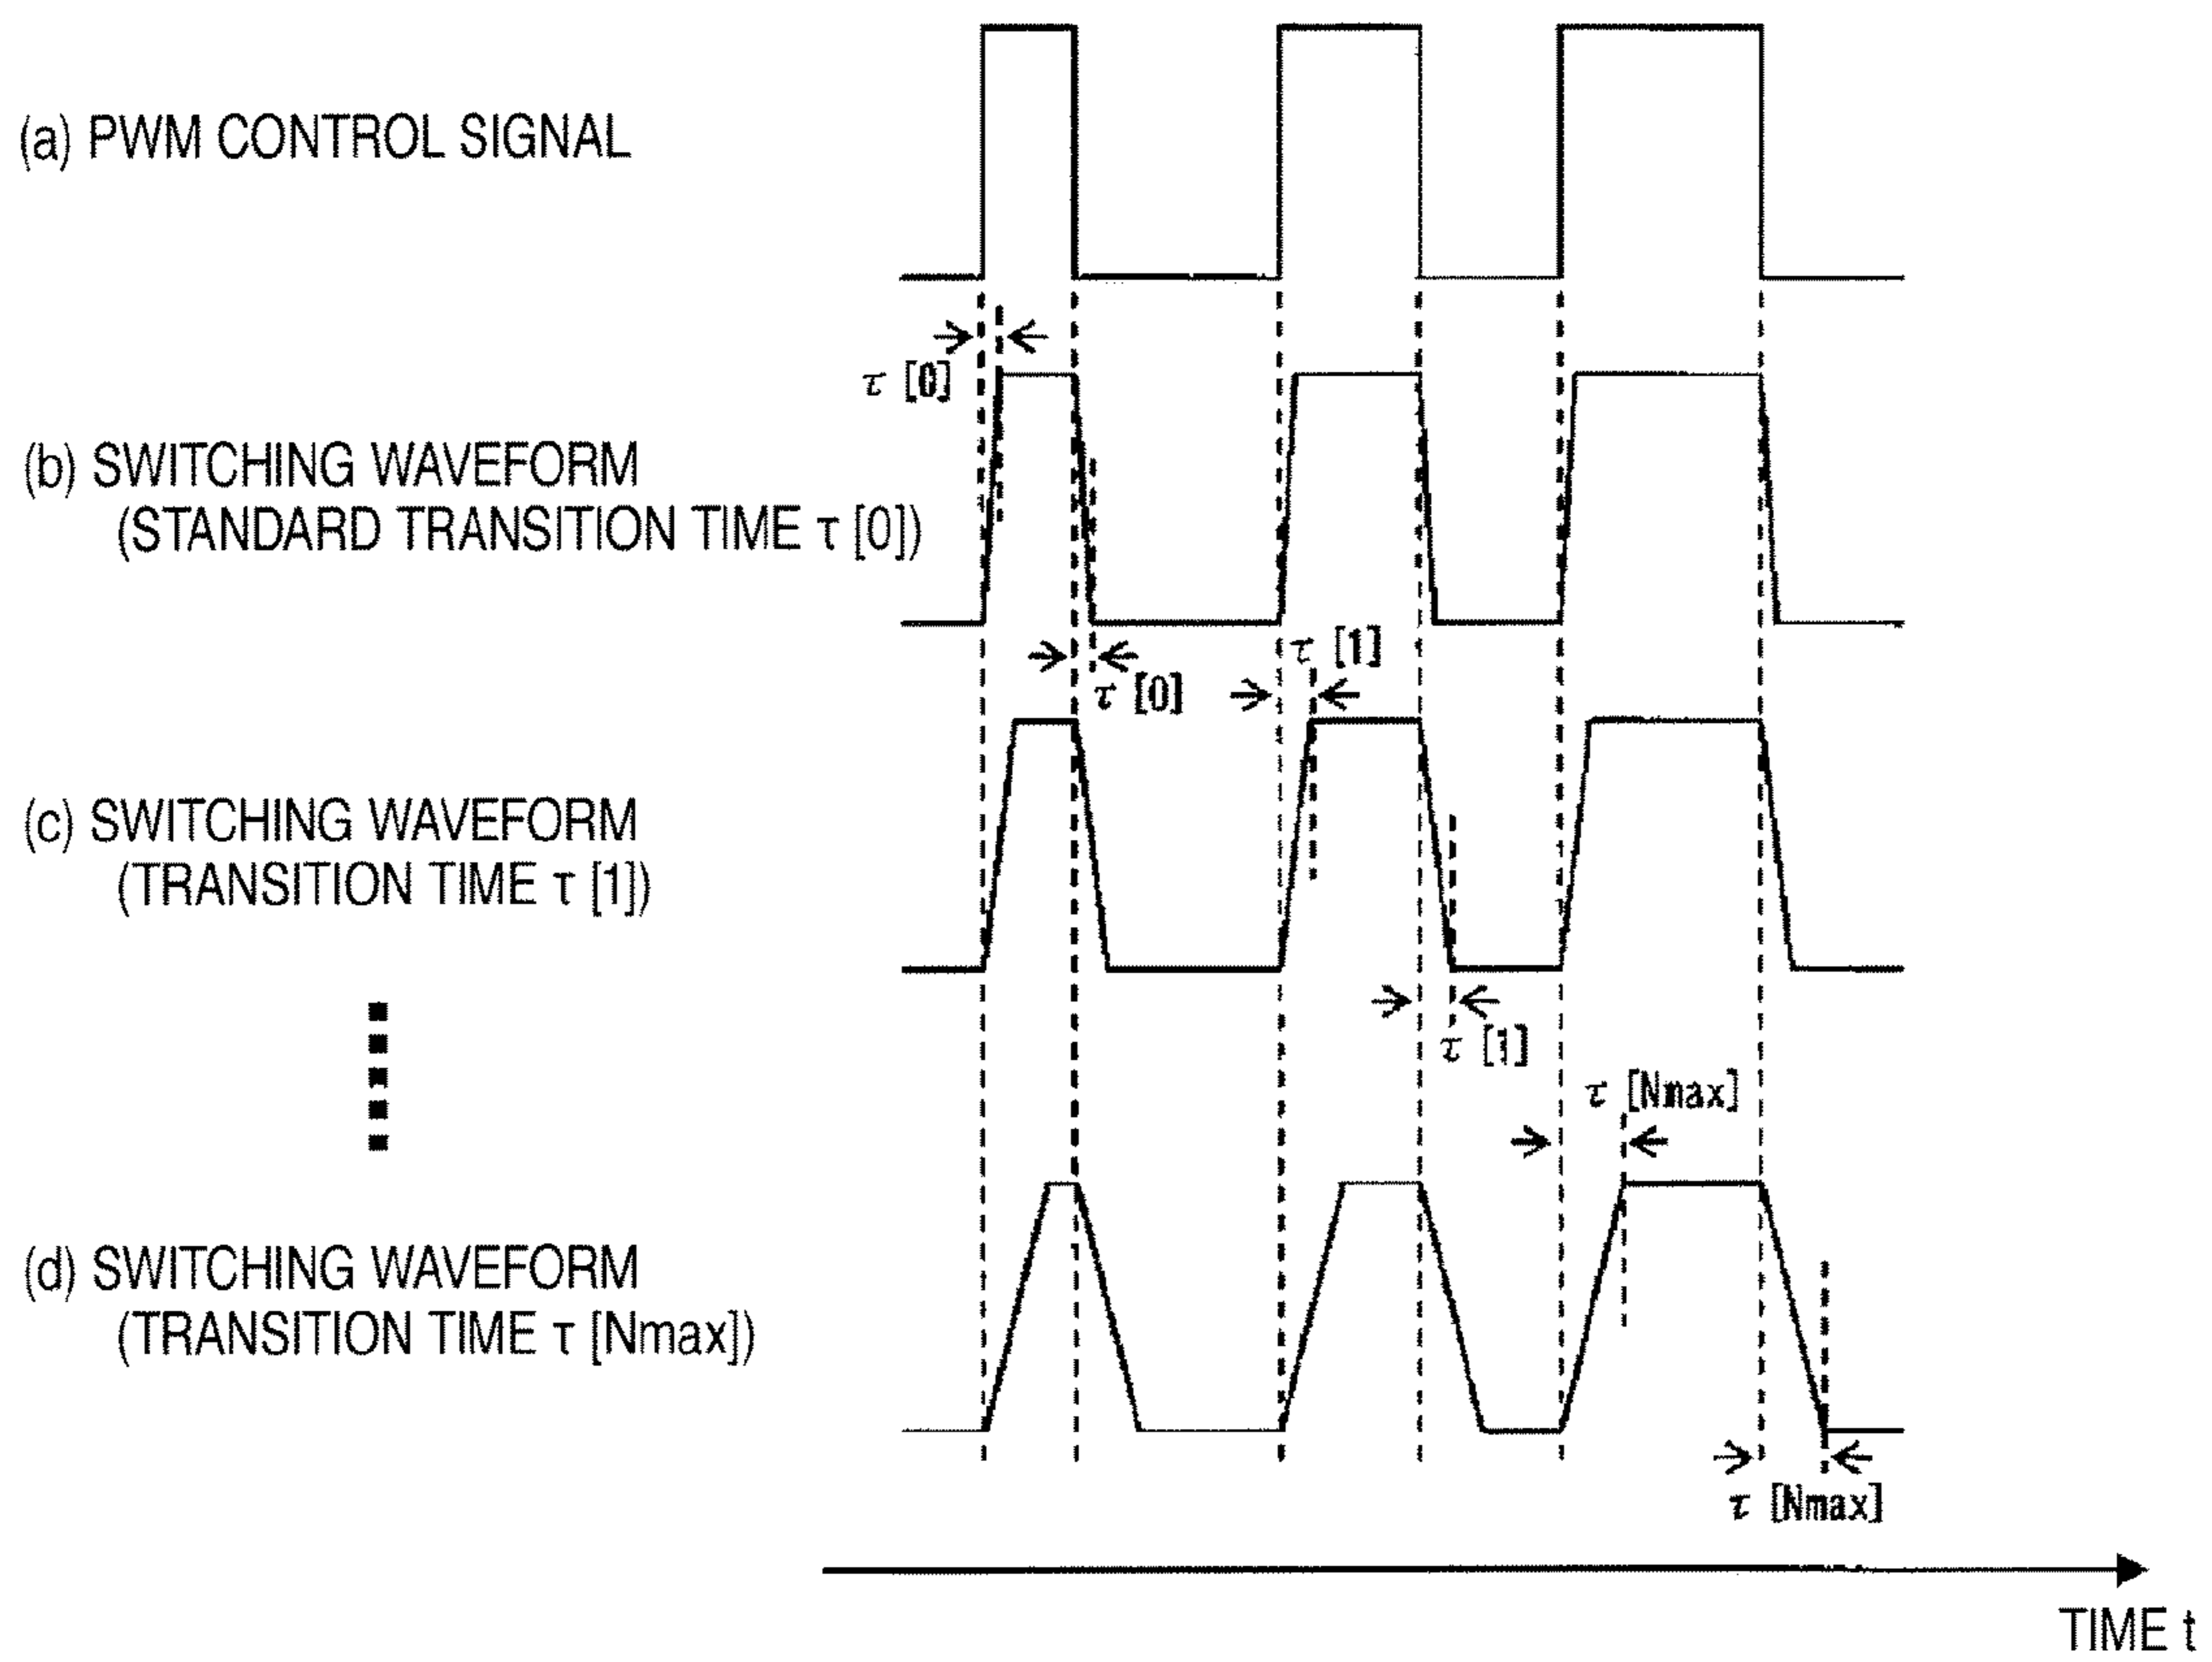 (a) PWM CONTROL SIGNAL
τ [0]
(b) SWITCHING WAVEFORM
(STANDARD TRANSITION TIME τ [0])
τ [0]
τ [1]
(c) SWITCHING WAVEFORM
(TRANSITION TIME τ [1])
τ [1]
τ [Nmax]
(d) SWITCHING WAVEFORM
(TRANSITION TIME τ [Nmax])
τ [Nmax]
TIME t